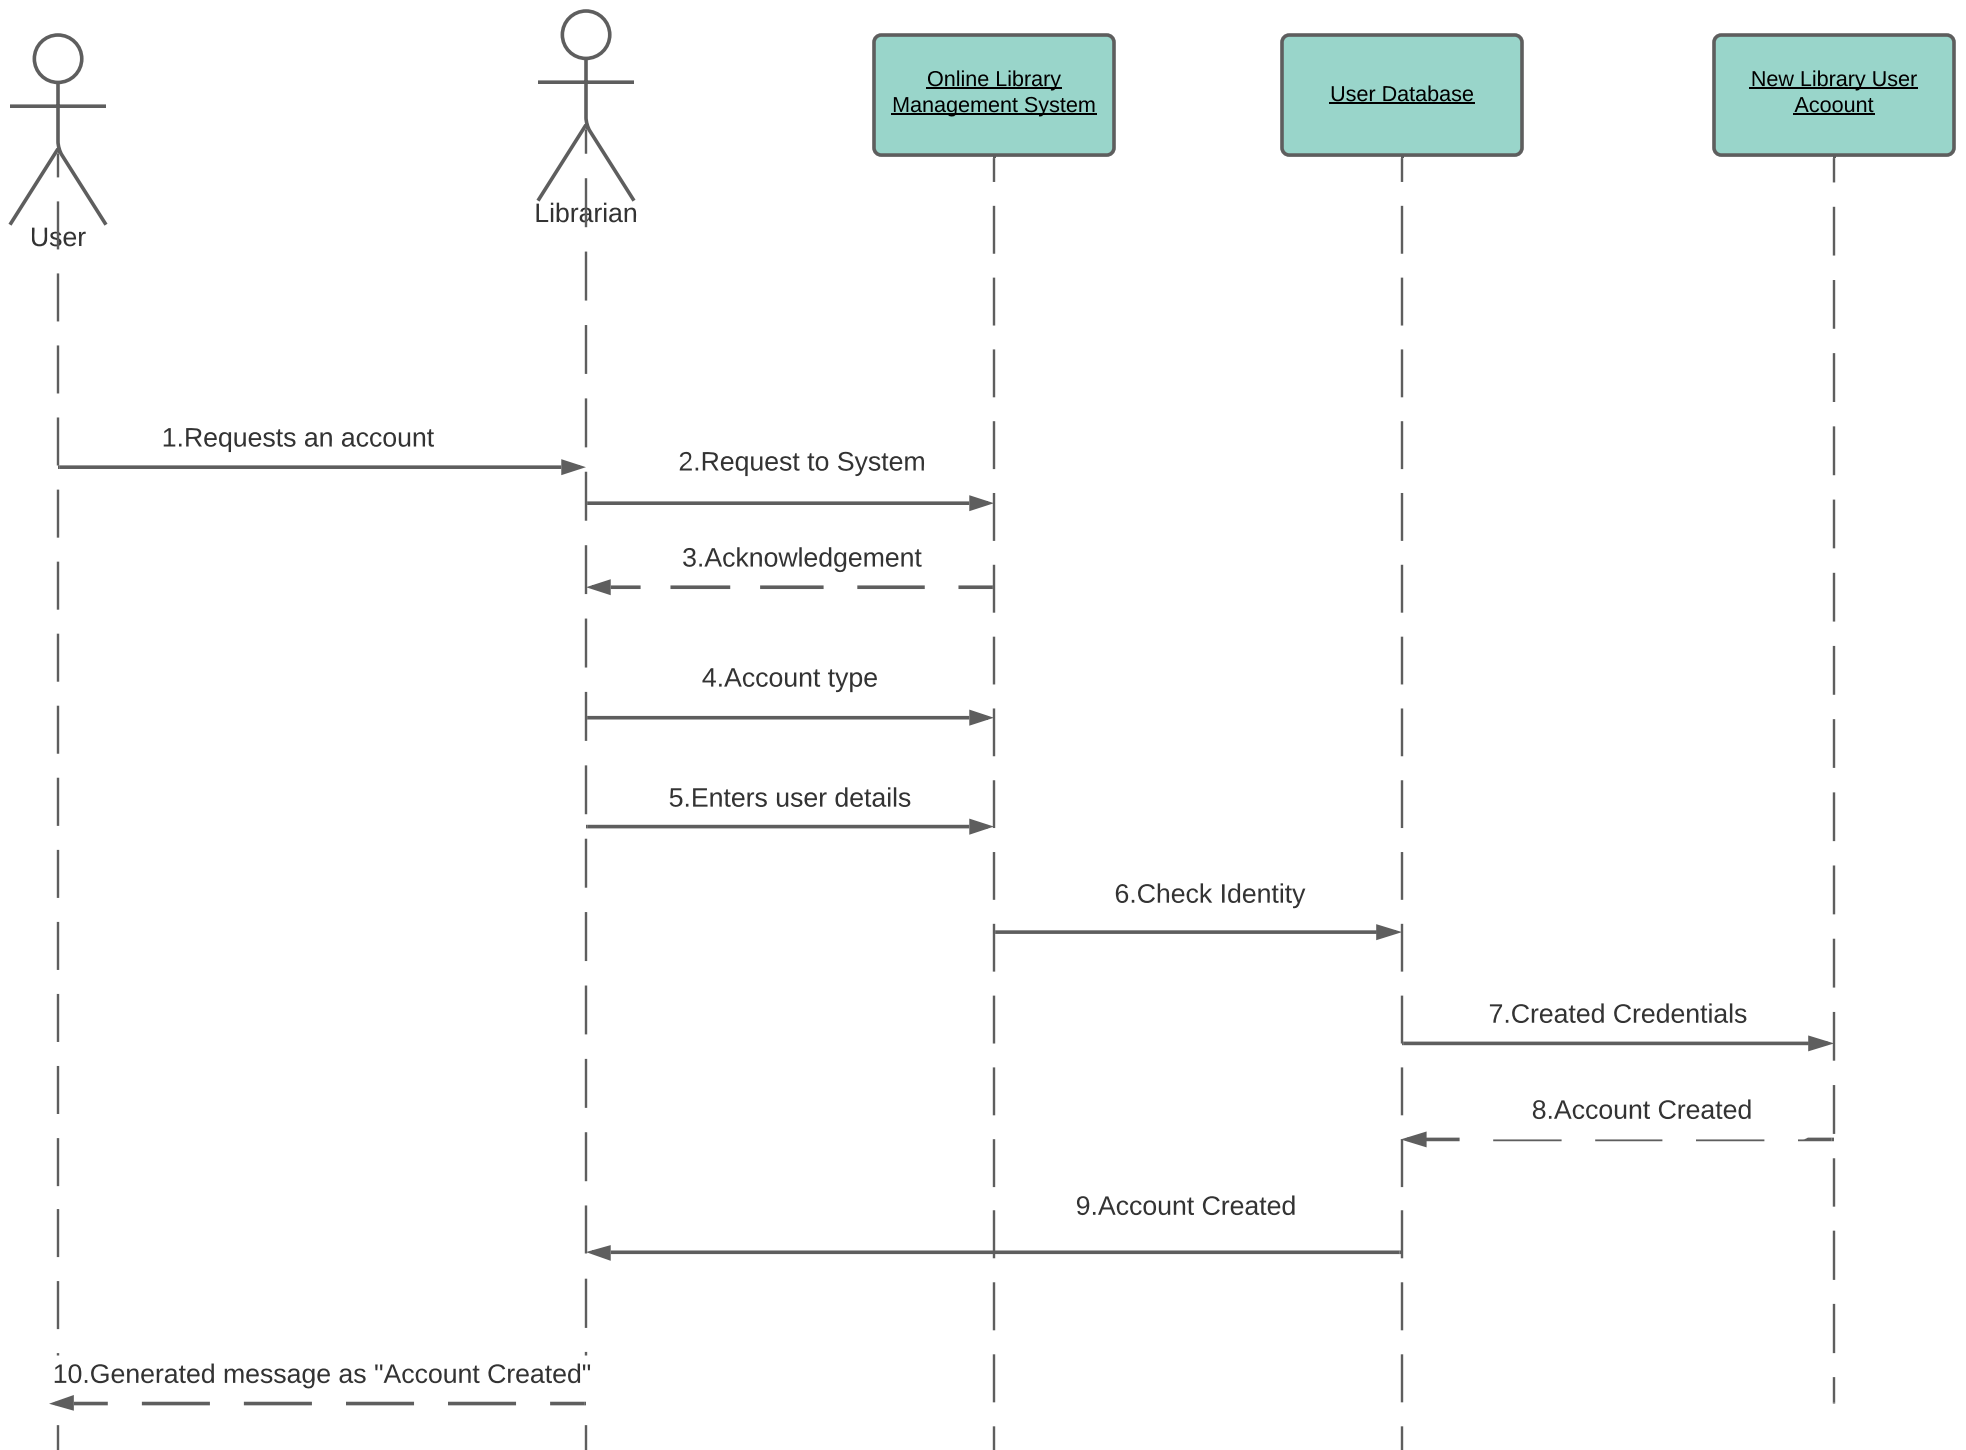 User
Librarian
Online Library
Management System
User Database
New Library User
Acoount
1.Requests an account
2.Request to System
3.Acknowledgement
4.Account type
5.Enters user details
6.Check Identity
7.Created Credentials
8.Account Created
9.Account Created
10.Generated message as "Account Created"